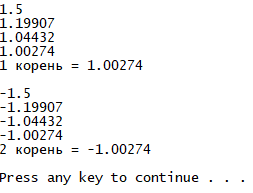 1.5
1.19907
1.04432
1.00274
1 корень = 1.00274

-1.5
-1.19907
-1.04432
-1.00274
2 корень = -1.00274

Press any key to continue . . .